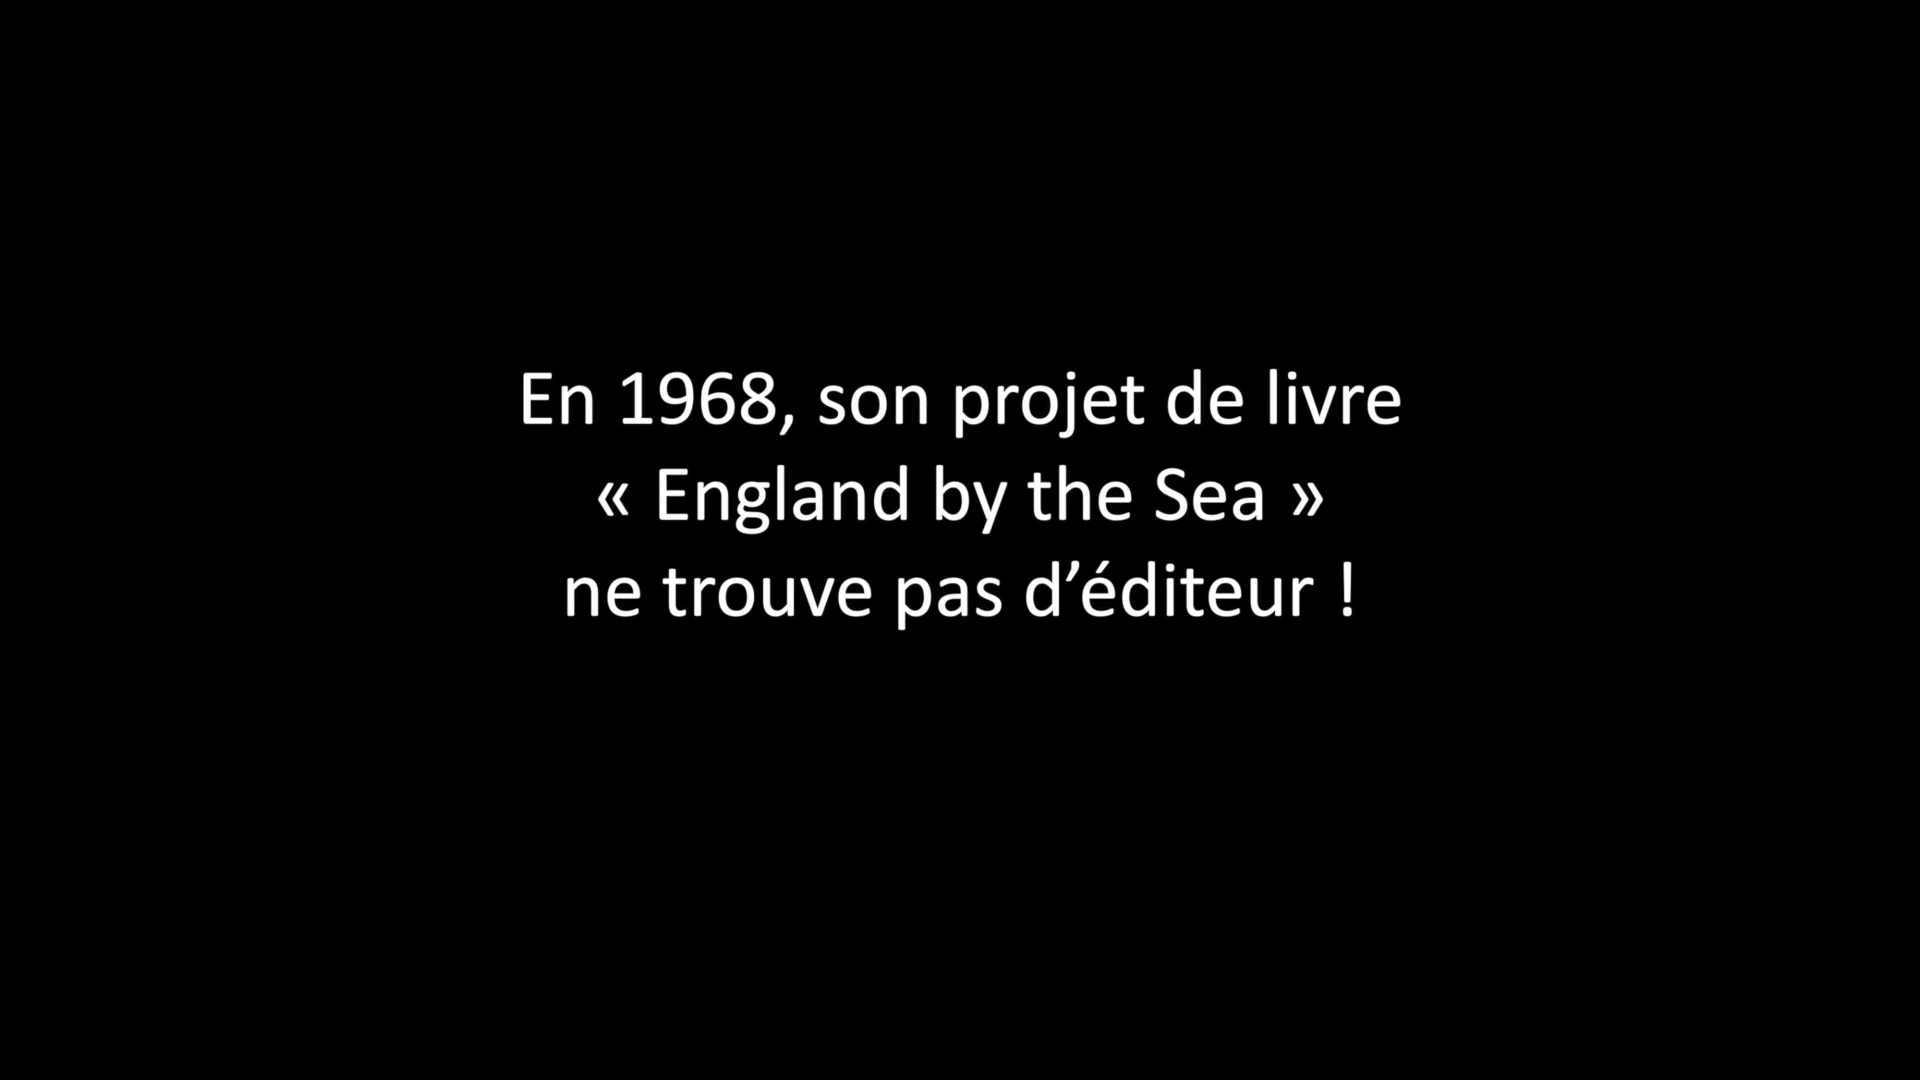 En 1968, son projet de livre
« England by the Sea »
ne trouve pas d’éditeur !